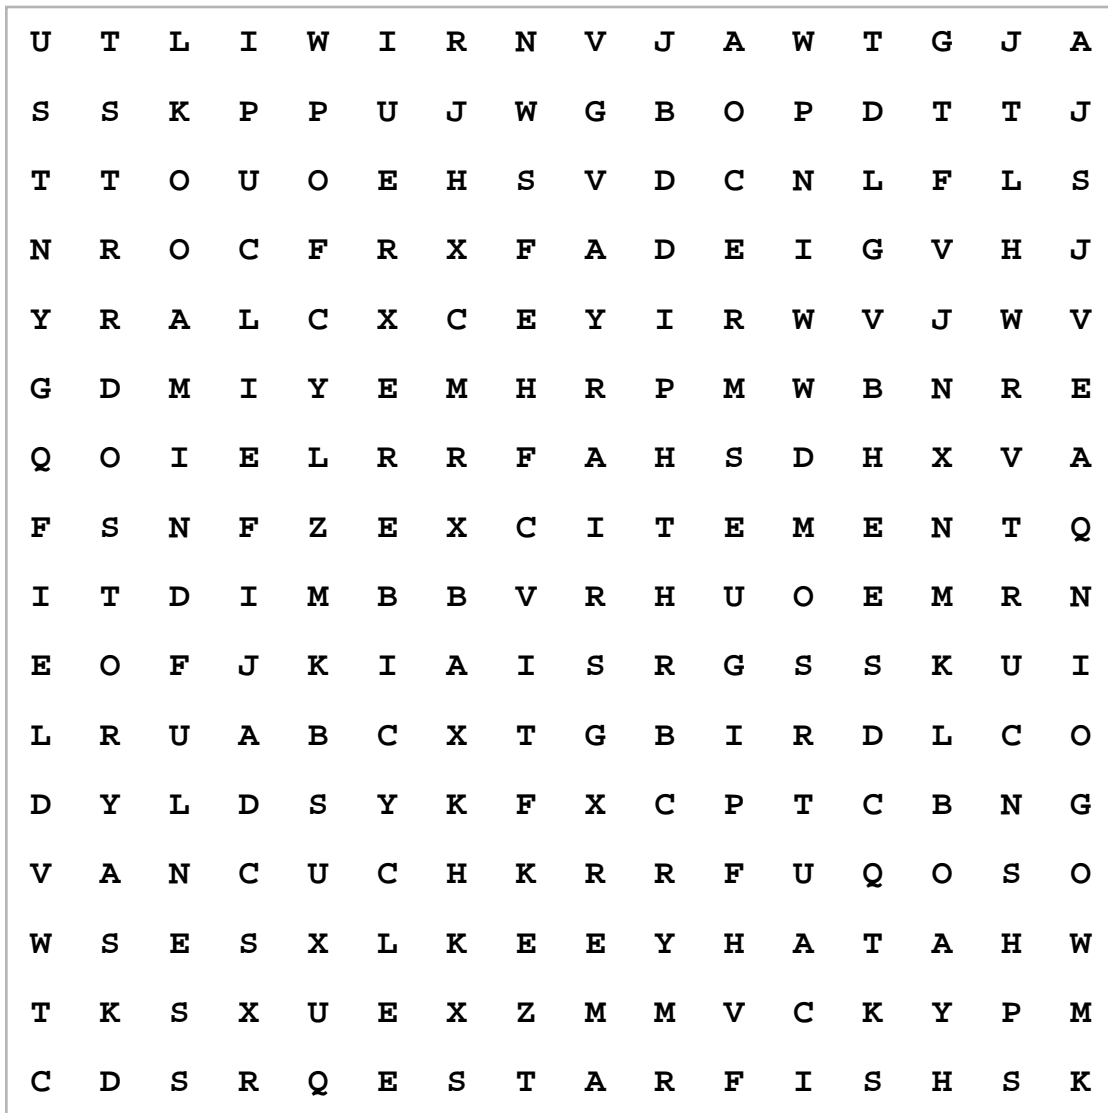 U T L I W I R N V J A W T G J A
S S K P P U J W G B O P D T T J
T T O U O E H S V D C N L F L S
N R O C F R X F A D E I G V H J
Y R A L C X C E Y I R W V J W V
G D M I Y E M H R P M W B N R E
Q O I E L R R F A H S D H X V A
F S N F Z E X C I T E M E N T Q
I T D I M B B V R H U O E M R N
E O F J K I A I S R G S S K U I
L R U A B C X T G B I R D L C O
D Y L D S Y K F X C P T C B N G
V A N C U C H K R R F U Q O S O
W S E S X L K E E Y H A T A H W
T K S X U E X Z M M V C K Y P M
C D S R Q E S T A R F I S H S K